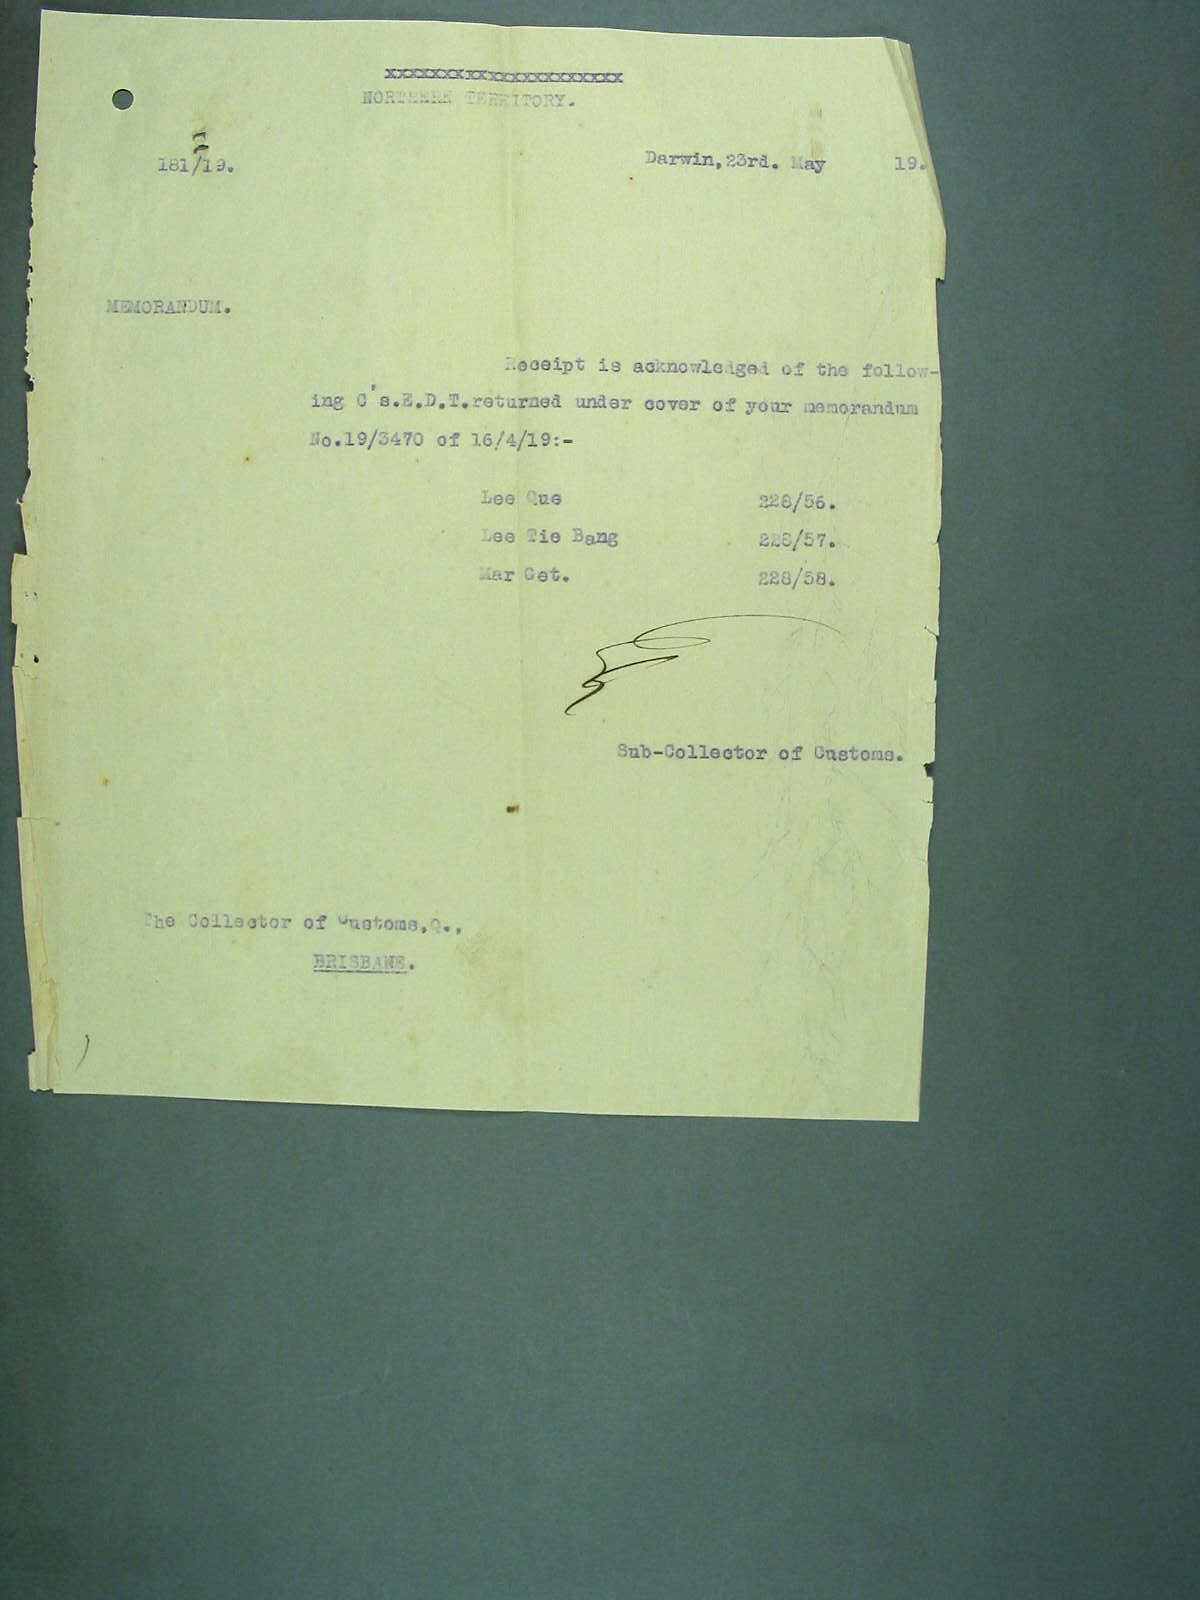 XXXXXXXXXXXXXXXXXXXXX
NORTHERN TERRITORY.
181/19.
Darwin,23rd. May 19.
MEMORANDUM.
Receipt is acknowledged of the follow-
ing C's.E.D.T.returned under cover of your memorandum
No.19/3470 of 16/4/19:-
Lee Que 228/56.
Lee Tie Bang 228/57.
Mar Get. 228/58.
Sub-Collector of Customs.
The Collector of Customs,Q.,
BRISBANE.